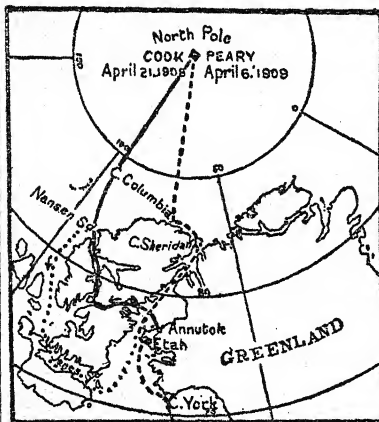 North Pole
COOK PEARY
April 21,1908 April 6,'1909
C. Columbia
Nansen Sd.
C. Sheridan
Annutok
Etah
GREENLAND
C. York